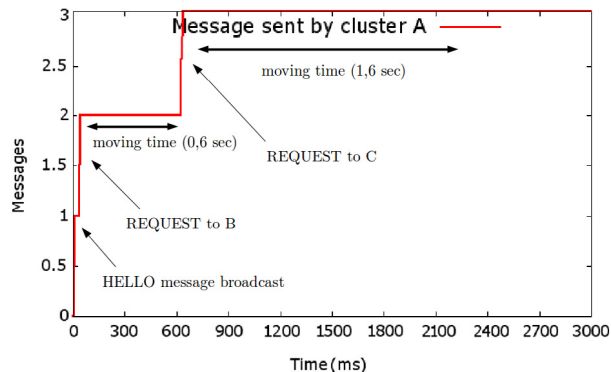 3
Message sent by cluster A
moving time (1,6 sec)
2.5
REQUEST to C
2
moving time (0,6 sec)
1.5
REQUEST to B
1
HELLO message broadcast
0.5
0
Messages
0 300 600 900 1200 1500 1800 2100 2400 2700 3000
Time(ms)